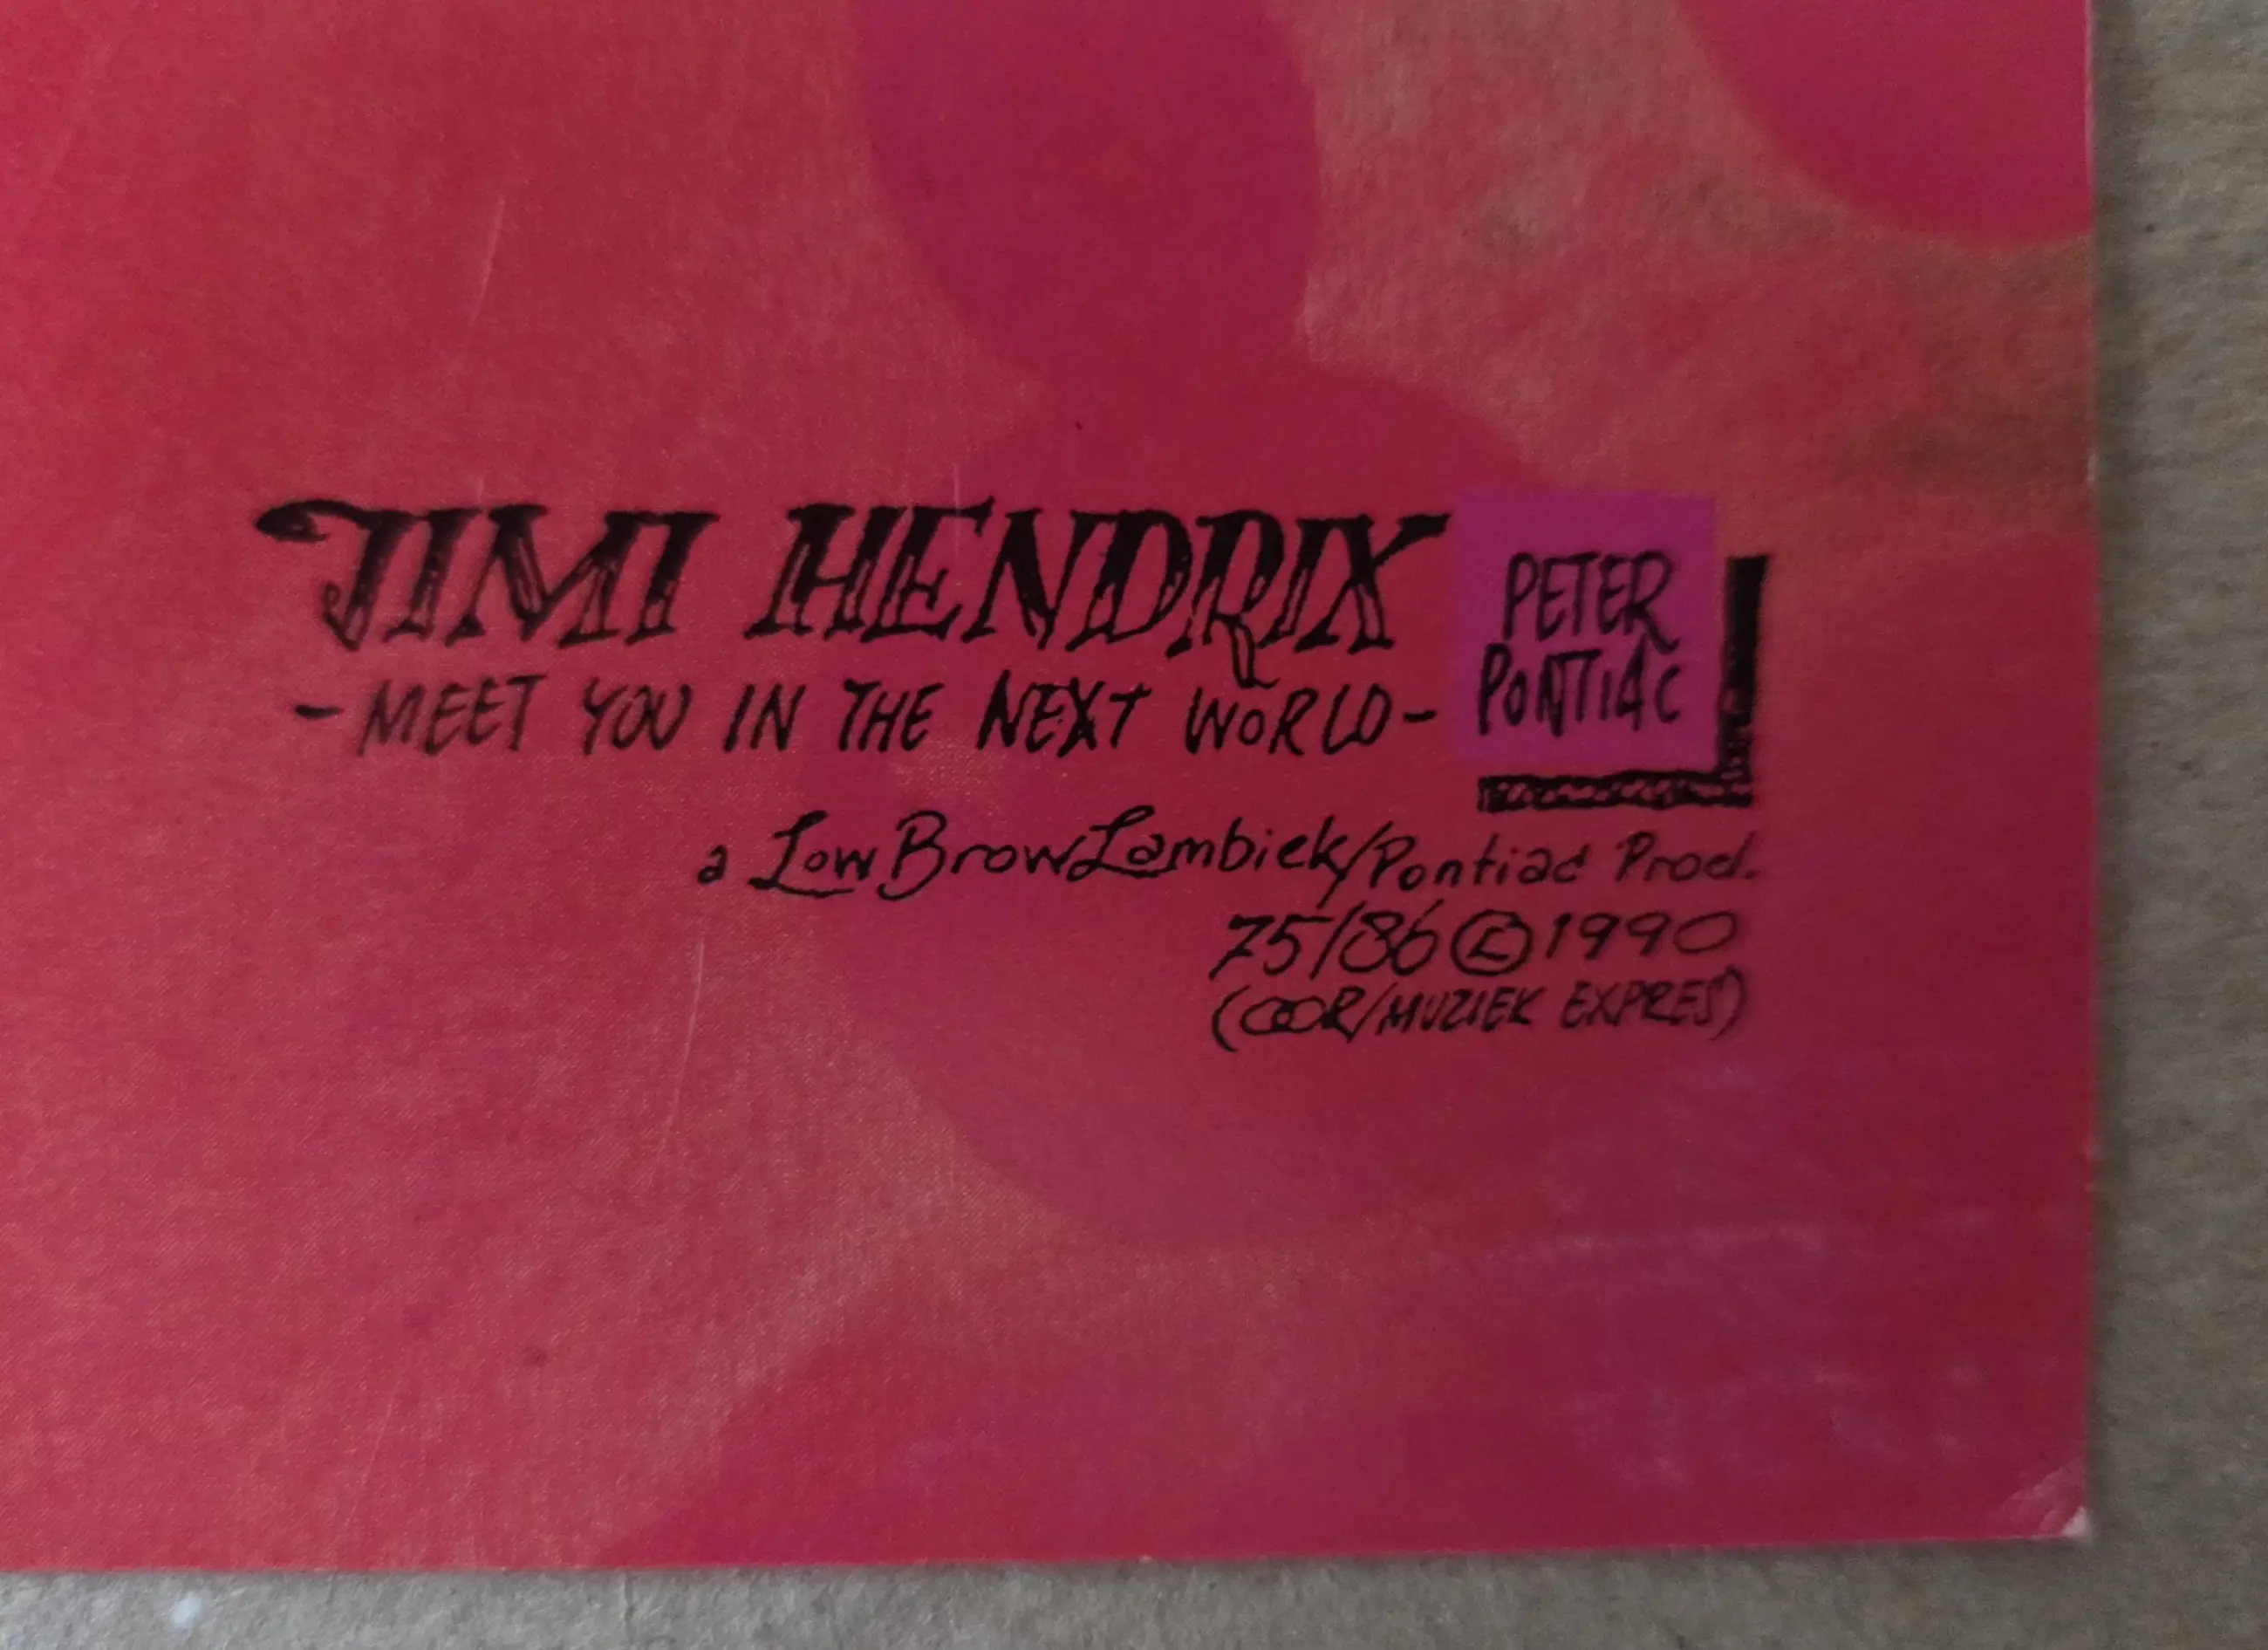 JIMI HENDRIX
- MEET YOU IN THE NEXT WORLD -
PETER
PONTIAC
a Low Brow Lambiek/Pontiac Prod.
75/86 © 1990
(OOR/MUZIEK EXPRES)